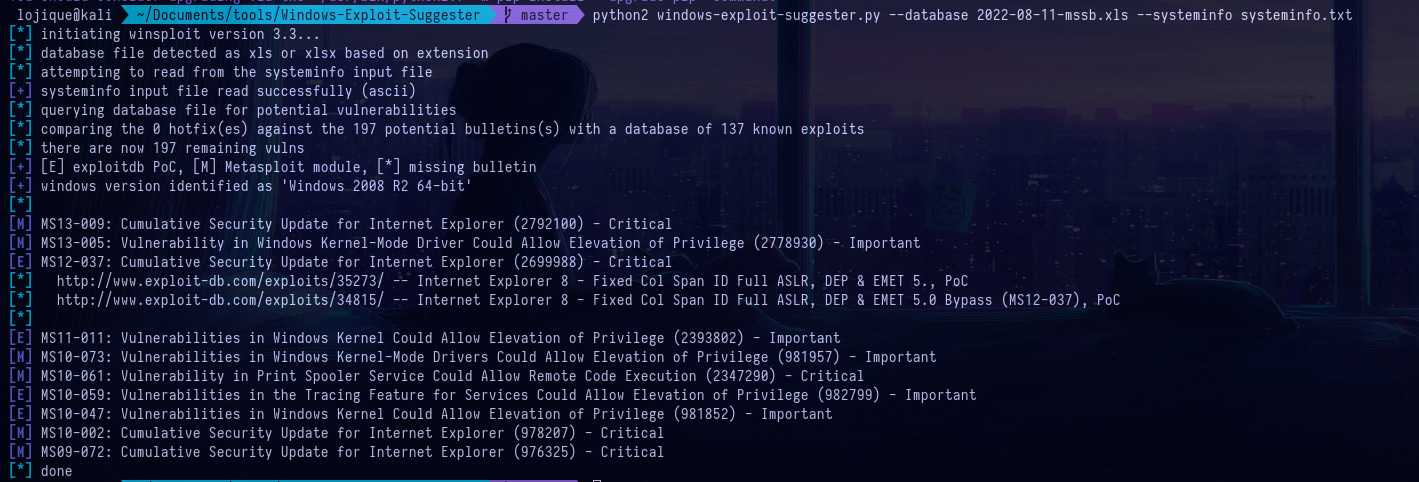 lojique@kali ~/Documents/tools/Windows-Exploit-Suggester master python2 windows-exploit-suggester.py --database 2022-08-11-mssb.xls --systeminfo systeminfo.txt
[*] initiating winsploit version 3.3...
[*] database file detected as xls or xlsx based on extension
[*] attempting to read from the systeminfo input file
[+] systeminfo input file read successfully (ascii)
[*] querying database file for potential vulnerabilities
[*] comparing the 0 hotfix(es) against the 197 potential bulletins(s) with a database of 137 known exploits
[*] there are now 197 remaining vulns
[+] [E] exploitdb PoC, [M] Metasploit module, [*] missing bulletin
[+] windows version identified as 'Windows 2008 R2 64-bit'
[*]
[M] MS13-009: Cumulative Security Update for Internet Explorer (2792100) - Critical
[M] MS13-005: Vulnerability in Windows Kernel-Mode Driver Could Allow Elevation of Privilege (2778930) - Important
[E] MS12-037: Cumulative Security Update for Internet Explorer (2699988) - Critical
[*]   http://www.exploit-db.com/exploits/35273/ -- Internet Explorer 8 - Fixed Col Span ID Full ASLR, DEP & EMET 5., PoC
[*]   http://www.exploit-db.com/exploits/34815/ -- Internet Explorer 8 - Fixed Col Span ID Full ASLR, DEP & EMET 5.0 Bypass (MS12-037), PoC
[*]
[E] MS11-011: Vulnerabilities in Windows Kernel Could Allow Elevation of Privilege (2393802) - Important
[M] MS10-073: Vulnerabilities in Windows Kernel-Mode Drivers Could Allow Elevation of Privilege (981957) - Important
[M] MS10-061: Vulnerability in Print Spooler Service Could Allow Remote Code Execution (2347290) - Critical
[E] MS10-059: Vulnerabilities in the Tracing Feature for Services Could Allow Elevation of Privilege (982799) - Important
[E] MS10-047: Vulnerabilities in Windows Kernel Could Allow Elevation of Privilege (981852) - Important
[M] MS10-002: Cumulative Security Update for Internet Explorer (978207) - Critical
[M] MS09-072: Cumulative Security Update for Internet Explorer (976325) - Critical
[*] done